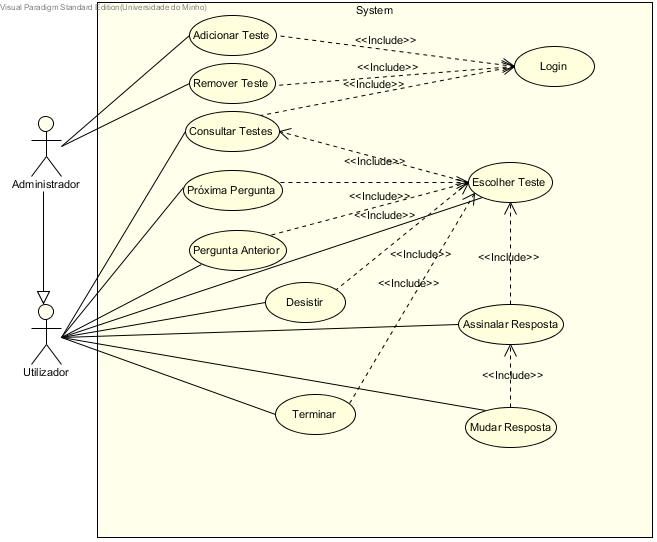 Visual Paradigm Standard Edition(Universidade do Minho)
System
Adicionar Teste
<<Include>>
Login
Remover Teste
<<Include>>
<<Include>>
Consultar Testes
Administrador
<<Include>>
Escolher Teste
Próxima Pergunta
<<Include>>
<<Include>>
Pergunta Anterior
<<Include>>
<<Include>>
<<Include>>
Desistir
Assinalar Resposta
Utilizador
<<Include>>
Terminar
Mudar Resposta